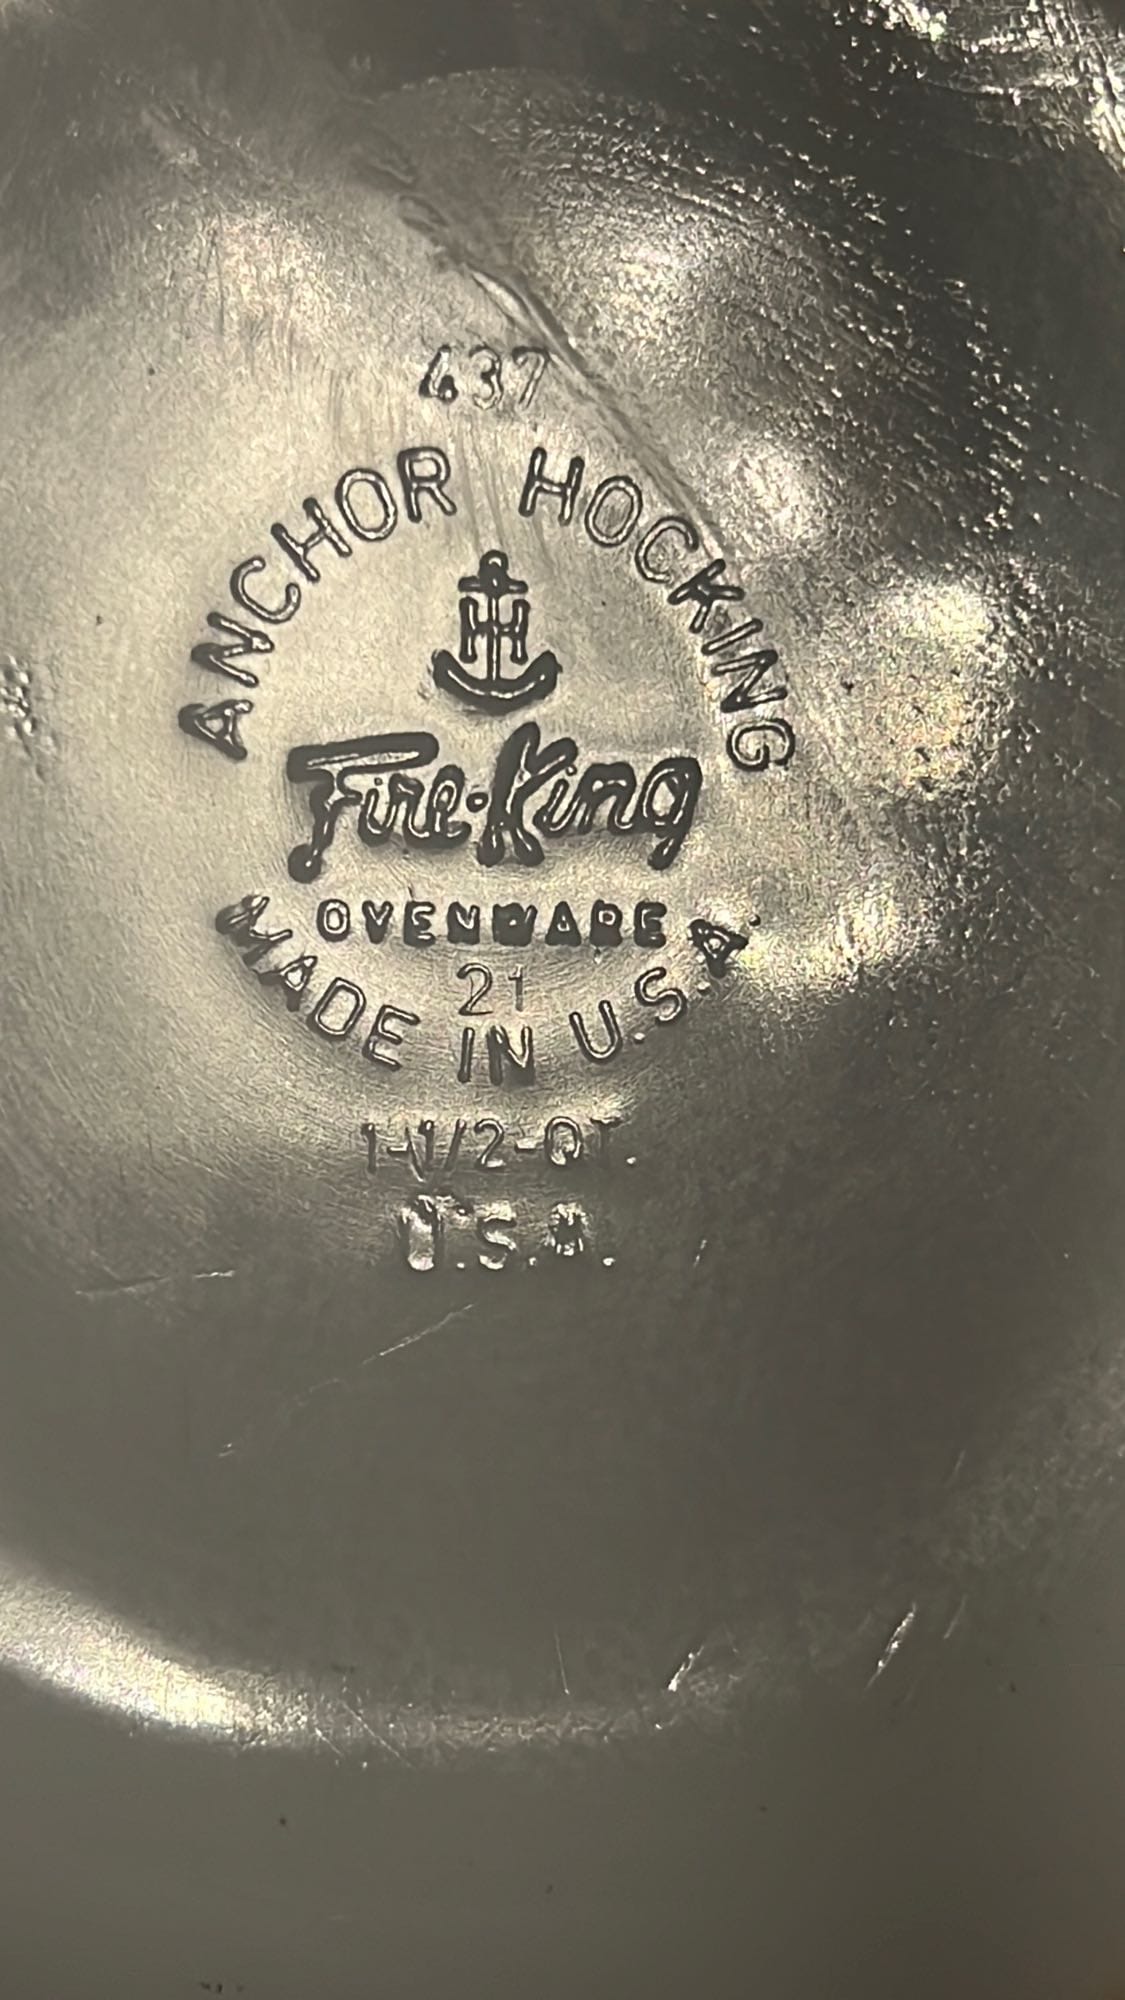 437
ANCHOR HOCKING
H
Fire-King
OVENWARE
21
MADE IN U.S.A
1-1/2-QT.
U.S.A.